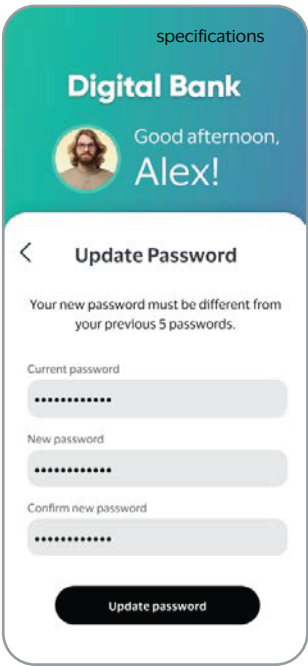 specifications
Digital Bank
Good afternoon,
Alex!
Update Password
Your new password must be different from
your previous 5 passwords.
Current password
••••••••••••
New password
••••••••••••
Confirm new password
••••••••••••
Update password